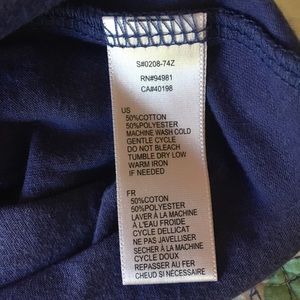 S#0208-74Z
RN#94981
CA#40198
US
50%COTTON
50%POLYESTER
MACHINE WASH COLD
GENTLE CYCLE
DO NOT BLEACH
TUMBLE DRY LOW
WARM IRON
IF NEEDED
FR
50%COTON
50%POLYESTER
LAVER À LA MACHINE
À L'EAU FROIDE
CYCLE DELLICAT
NE PAS JAVELLISER
SECHER À LA MACHINE
CYCLE DOUX
REPASSER AU FER
CHAUD SI NÉCESSAIRE